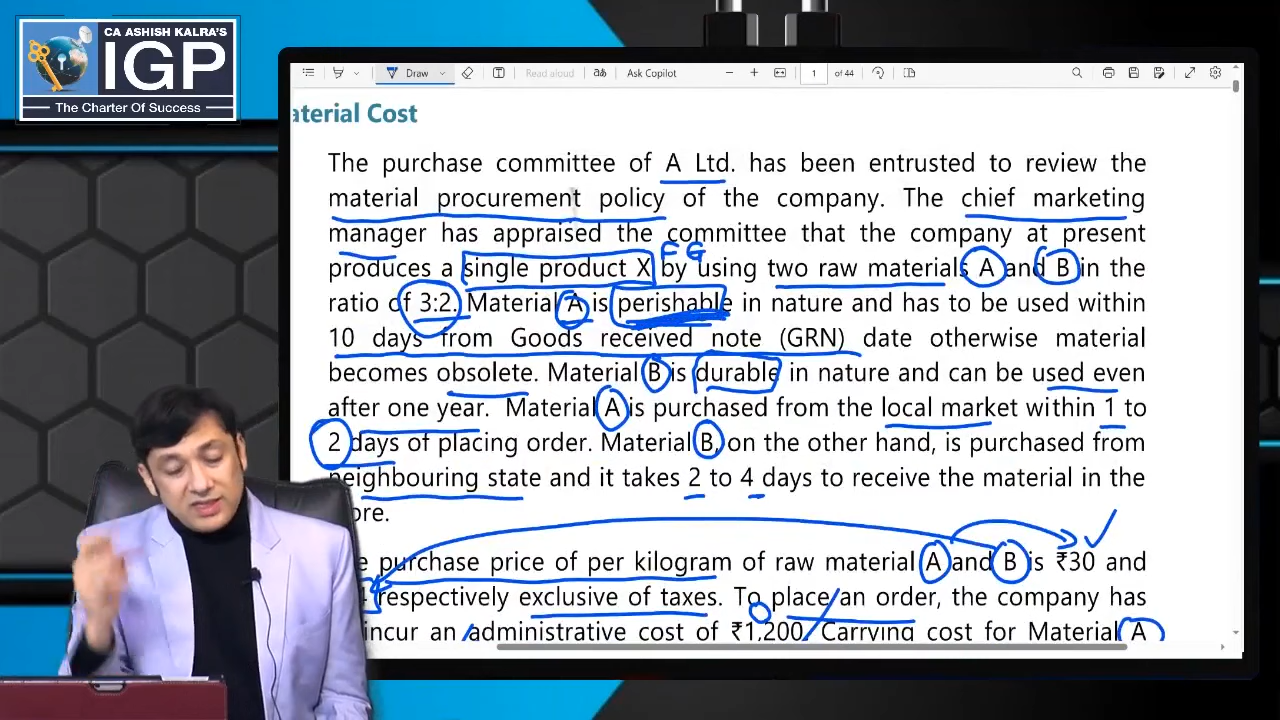 CA ASHISH KALRA'S
IGP
The Charter Of Success
Draw
Read aloud
Ask Copilot
1 of 44
aterial Cost
The purchase committee of A Ltd. has been entrusted to review the
material procurement policy of the company. The chief marketing
manager has appraised the committee that the company at present
FG
produces a single product X by using two raw materials A and B in the
ratio of 3:2. Material A is perishable in nature and has to be used within
10 days from Goods received note (GRN) date otherwise material
becomes obsolete. Material B is durable in nature and can be used even
after one year. Material A is purchased from the local market within 1 to
2 days of placing order. Material B, on the other hand, is purchased from
neighbouring state and it takes 2 to 4 days to receive the material in the
ore.
e purchase price of per kilogram of raw material A and B is ₹30 and
respectively exclusive of taxes. To place an order, the company has
incur an administrative cost of ₹1,200. Carrying cost for Material A